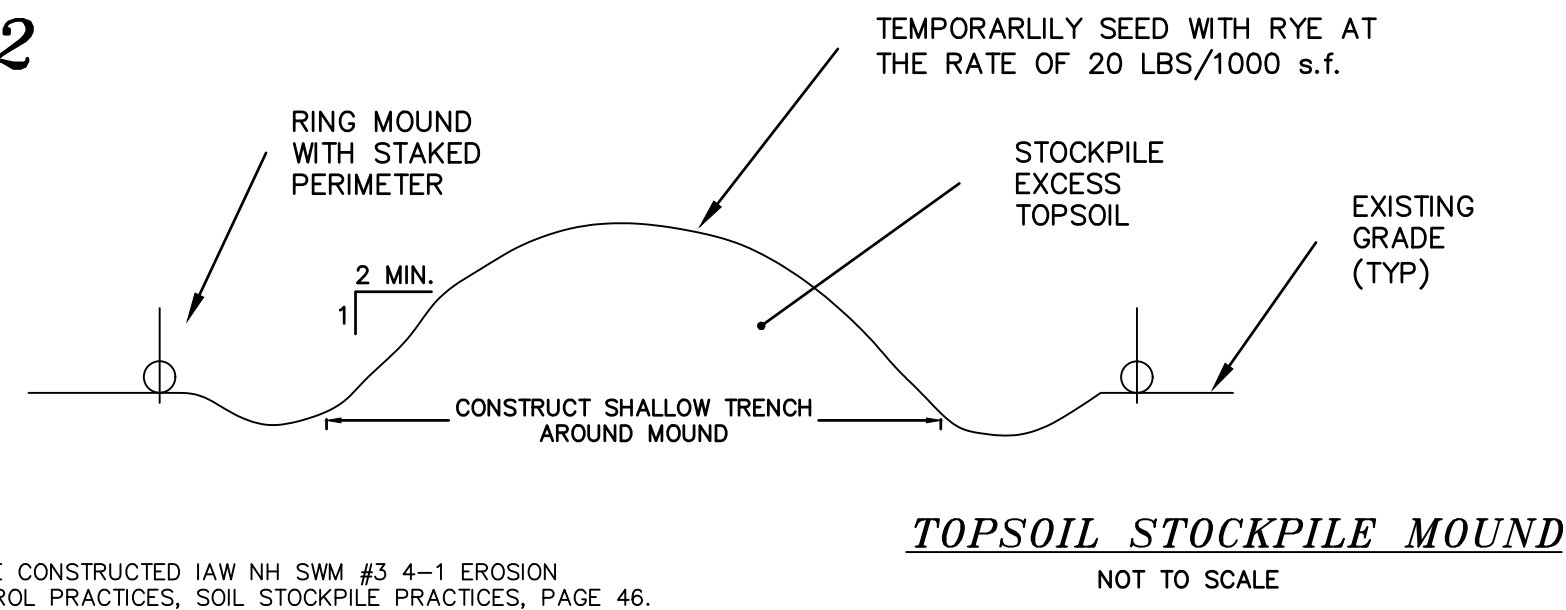 2
TEMPORARLILY SEED WITH RYE AT
THE RATE OF 20 LBS/1000 s.f.
RING MOUND
WITH STAKED
PERIMETER
STOCKPILE
EXCESS
TOPSOIL
EXISTING
GRADE
(TYP)
2 MIN.
1
CONSTRUCT SHALLOW TRENCH
AROUND MOUND
TOPSOIL STOCKPILE MOUND
NOT TO SCALE
CONSTRUCTED IAW NH SWM #3 4-1 EROSION
PRACTICES, SOIL STOCKPILE PRACTICES, PAGE 46.